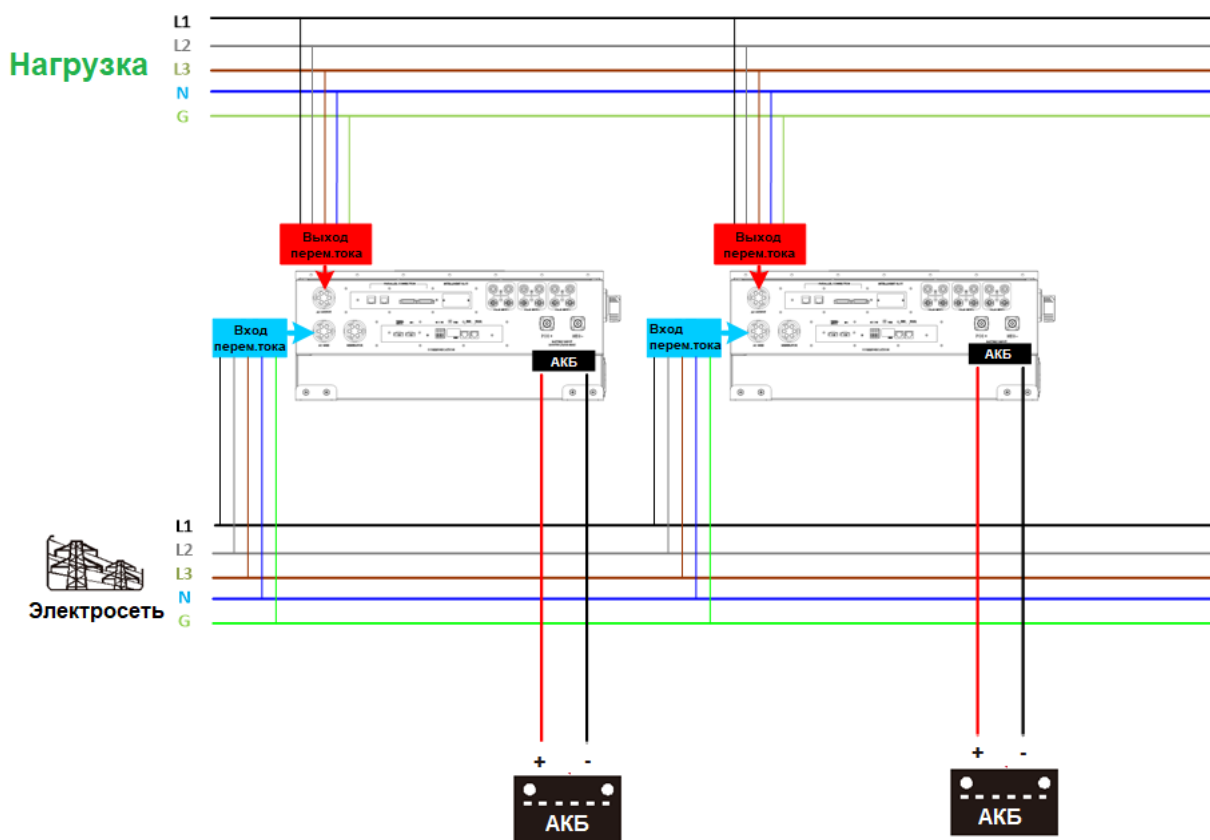 L1
L2
Нагрузка
L3
N
G
Выход
перем.тока
Выход
перем.тока
Вход
перем.тока
Вход
перем.тока
АКБ
АКБ
L1
L2
L3
N
Электросеть
G
+ -
+ -
АКБ
АКБ